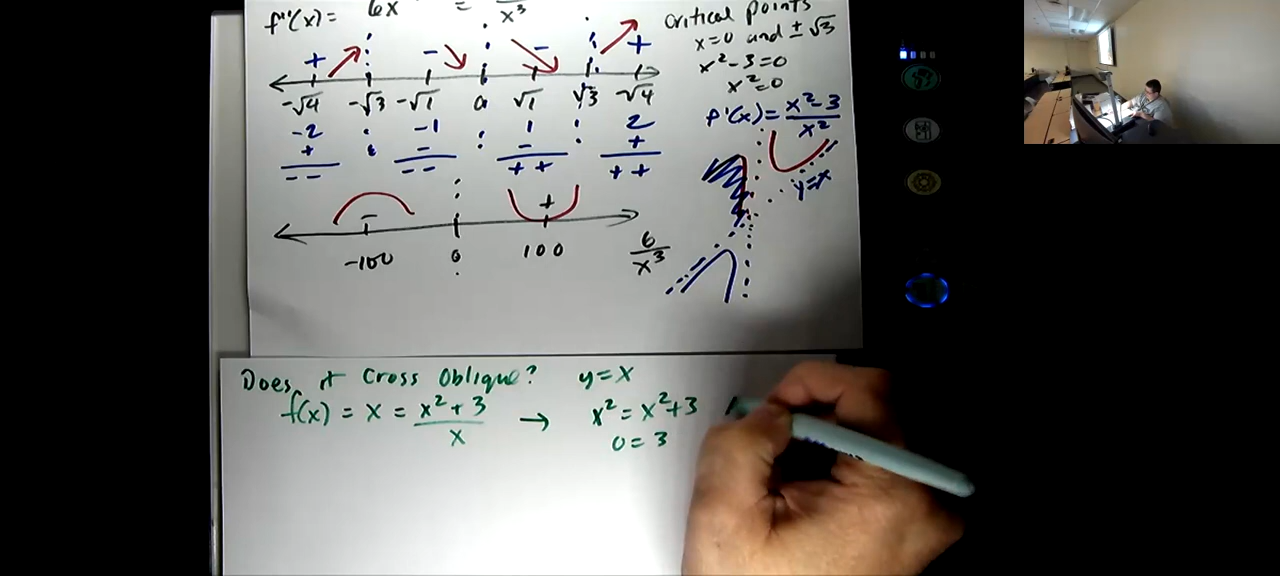 f''(x) = 6x = x³
critical points
x=0 and ±√3
x²-3=0
x²=0
f'(x) = x²-3 / x²
+ - - +
-√4 -√3 -√1 0 √1 √3 √4
-2 -1 1 2
+ - - +
-- -- ++ ++
y=x
- +
-100 0 100
6/x³
Does it Cross Oblique? y=x
f(x) = x = x²+3 / x → x² = x²+3
0=3